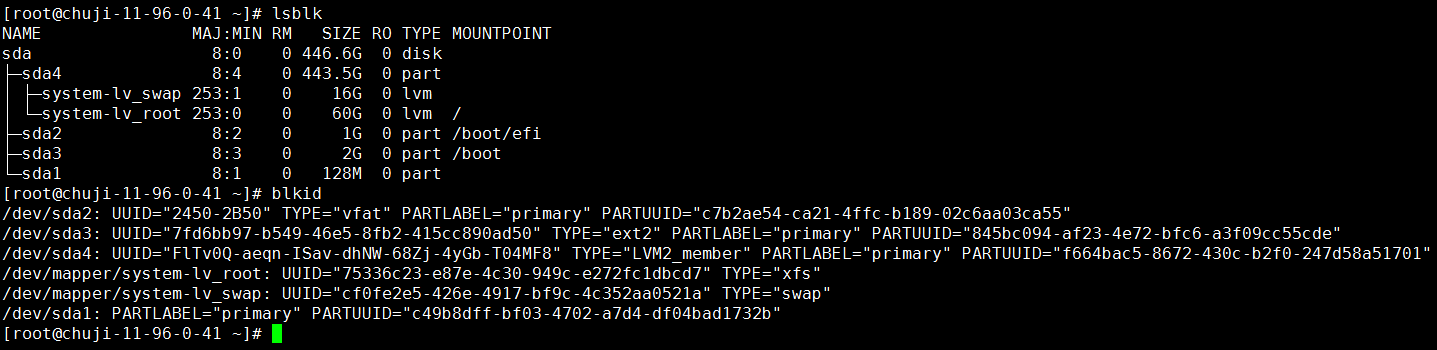 [root@chuji-11-96-0-41 ~]# lsblk
NAME               MAJ:MIN RM   SIZE RO TYPE MOUNTPOINT
sda                  8:0    0 446.6G  0 disk
├─sda4               8:4    0 443.5G  0 part
│ ├─system-lv_swap 253:1    0    16G  0 lvm
│ └─system-lv_root 253:0    0    60G  0 lvm  /
├─sda2               8:2    0     1G  0 part /boot/efi
├─sda3               8:3    0     2G  0 part /boot
└─sda1               8:1    0   128M  0 part
[root@chuji-11-96-0-41 ~]# blkid
/dev/sda2: UUID="2450-2B50" TYPE="vfat" PARTLABEL="primary" PARTUUID="c7b2ae54-ca21-4ffc-b189-02c6aa03ca55"
/dev/sda3: UUID="7fd6bb97-b549-46e5-8fb2-415cc890ad50" TYPE="ext2" PARTLABEL="primary" PARTUUID="845bc094-af23-4e72-bfc6-a3f09cc55cde"
/dev/sda4: UUID="FlTv0Q-aeqn-ISav-dhNW-68Zj-4yGb-T04MF8" TYPE="LVM2_member" PARTLABEL="primary" PARTUUID="f664bac5-8672-430c-b2f0-247d58a51701"
/dev/mapper/system-lv_root: UUID="75336c23-e87e-4c30-949c-e272fc1dbcd7" TYPE="xfs"
/dev/mapper/system-lv_swap: UUID="cf0fe2e5-426e-4917-bf9c-4c352aa0521a" TYPE="swap"
/dev/sda1: PARTLABEL="primary" PARTUUID="c49b8dff-bf03-4702-a7d4-df04bad1732b"
[root@chuji-11-96-0-41 ~]#